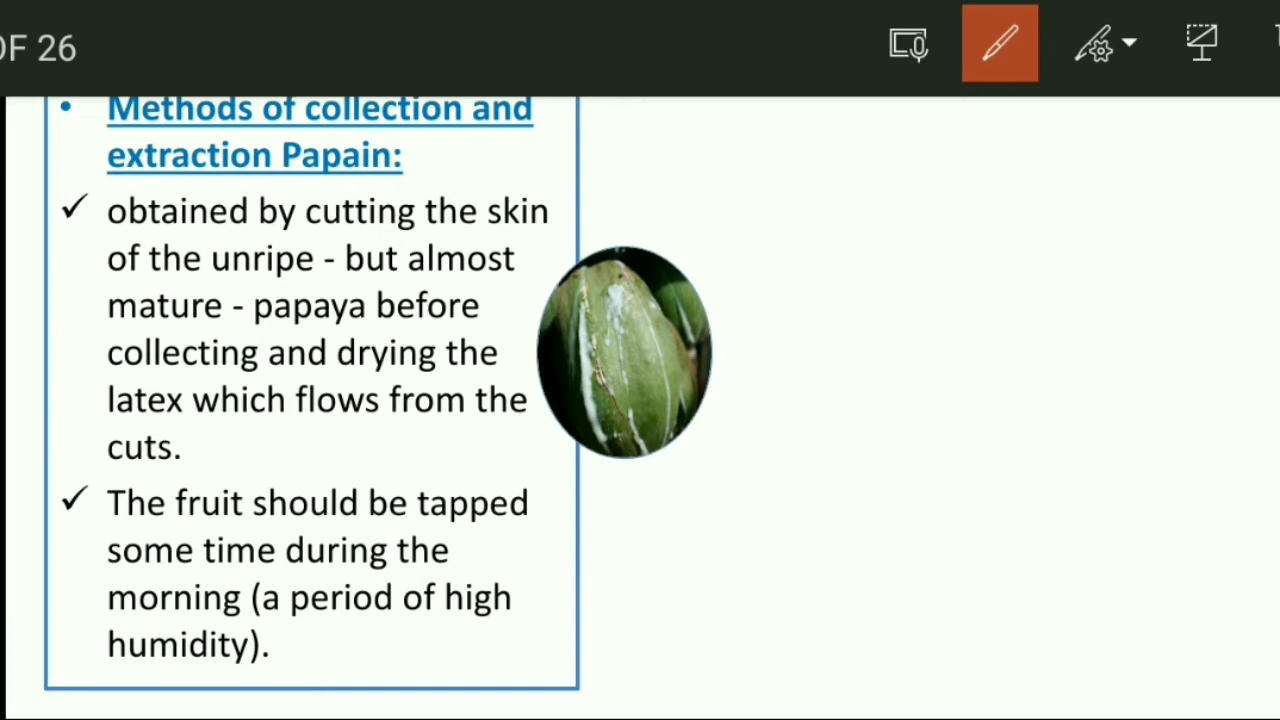 OF 26
• Methods of collection and
extraction Papain:
✓ obtained by cutting the skin
of the unripe - but almost
mature - papaya before
collecting and drying the
latex which flows from the
cuts.
✓ The fruit should be tapped
some time during the
morning (a period of high
humidity).